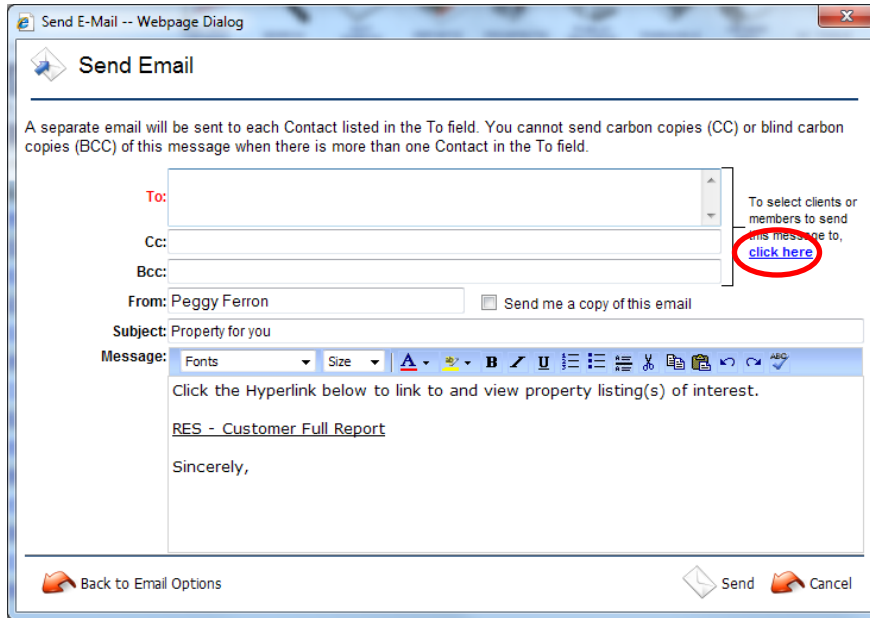 Send E-Mail -- Webpage Dialog
Send Email
A separate email will be sent to each Contact listed in the To field. You cannot send carbon copies (CC) or blind carbon
copies (BCC) of this message when there is more than one Contact in the To field.
To:
To select clients or
members to send
this message to,
click here
Cc:
Bcc:
From: Peggy Ferron
Send me a copy of this email
Subject: Property for you
Message:
Fonts Size A ab B I U ABC
Click the Hyperlink below to link to and view property listing(s) of interest.
RES - Customer Full Report
Sincerely,
Back to Email Options
Send
Cancel